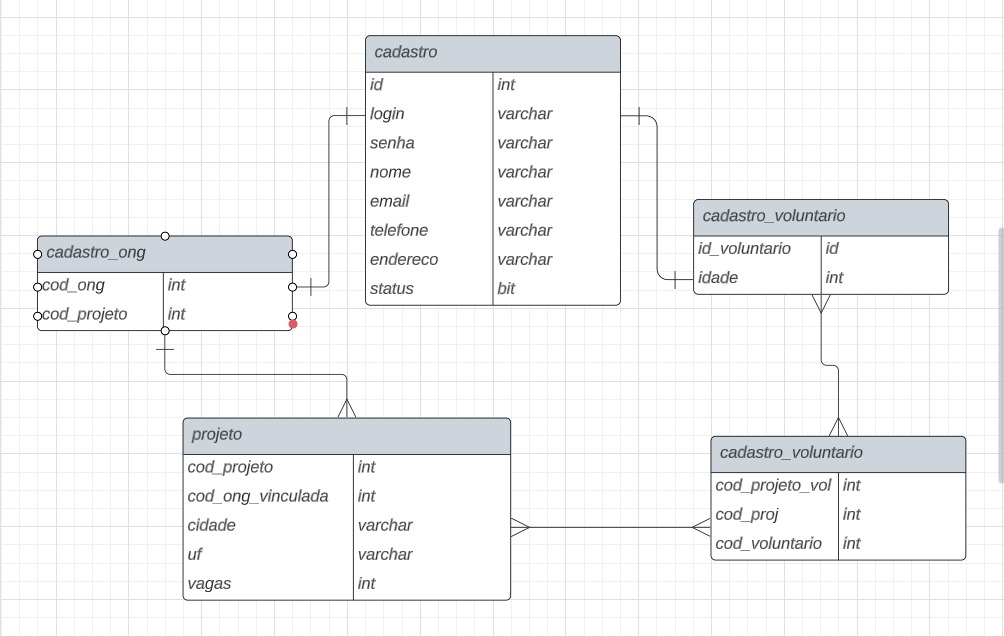 cadastro
id int
login varchar
senha varchar
nome varchar
email varchar
telefone varchar
endereco varchar
status bit
cadastro_voluntario
id_voluntario id
idade int
cadastro_ong
cod_ong int
cod_projeto int
projeto
cod_projeto int
cod_ong_vinculada int
cidade varchar
uf varchar
vagas int
cadastro_voluntario
cod_projeto_vol int
cod_proj int
cod_voluntario int